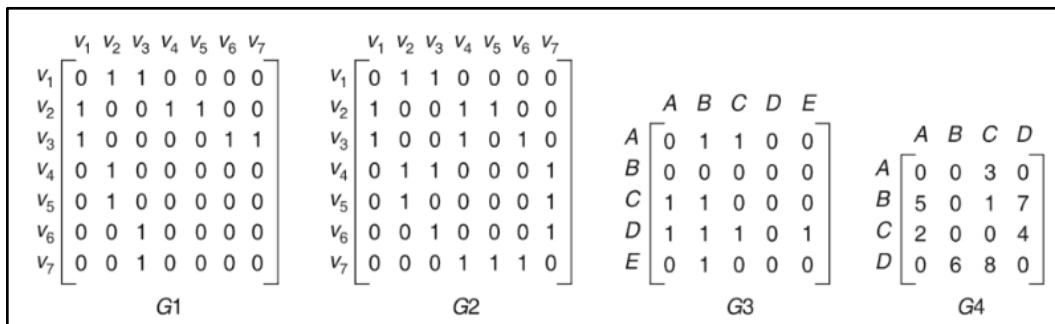 v₁ v₂ v₃ v₄ v₅ v₆ v₇
v₁ 0 1 1 0 0 0 0
v₂ 1 0 0 1 1 0 0
v₃ 1 0 0 0 0 1 1
v₄ 0 1 0 0 0 0 0
v₅ 0 1 0 0 0 0 0
v₆ 0 0 1 0 0 0 0
v₇ 0 0 1 0 0 0 0
G1
v₁ v₂ v₃ v₄ v₅ v₆ v₇
v₁ 0 1 1 0 0 0 0
v₂ 1 0 0 1 1 0 0
v₃ 1 0 0 1 0 1 0
v₄ 0 1 1 0 0 0 1
v₅ 0 1 0 0 0 0 1
v₆ 0 0 1 0 0 0 1
v₇ 0 0 0 1 1 1 0
G2
A B C D E
A 0 1 1 0 0
B 0 0 0 0 0
C 1 1 0 0 0
D 1 1 1 0 1
E 0 1 0 0 0
G3
A B C D
A 0 0 3 0
B 5 0 1 7
C 2 0 0 4
D 0 6 8 0
G4